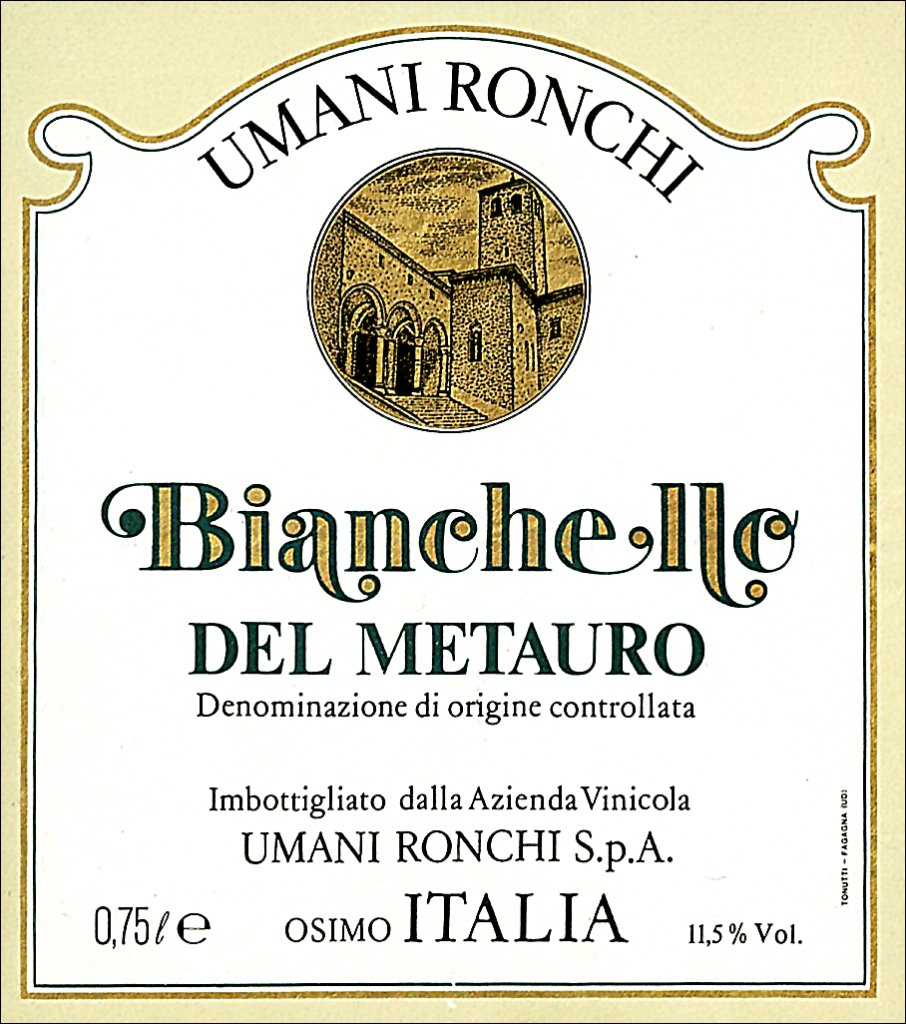 UMANI RONCHI
Bianchello
DEL METAURO
Denominazione di origine controllata
Imbottigliato dalla Azienda Vinicola
UMANI RONCHI S.p.A.
0,75 ℓ e OSIMO ITALIA 11,5 % Vol.
TONUTTI - FAGAGNA (UD)